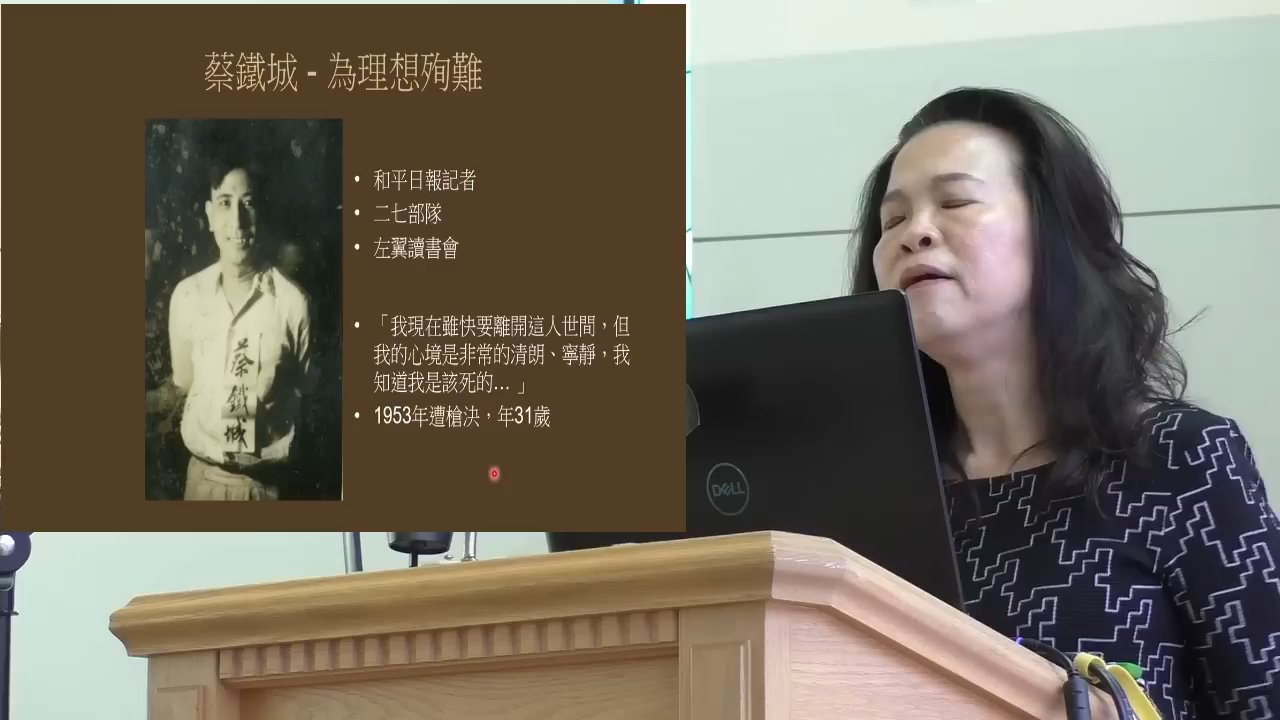 蔡鐵城 - 為理想殉難
• 和平日報記者
• 二七部隊
• 左翼讀書會
• 「我現在雖快要離開這人世間，但
我的心境是非常的清朗、寧靜，我
知道我是該死的... 」
• 1953年遭槍決，年31歲
蔡鐵城
DELL